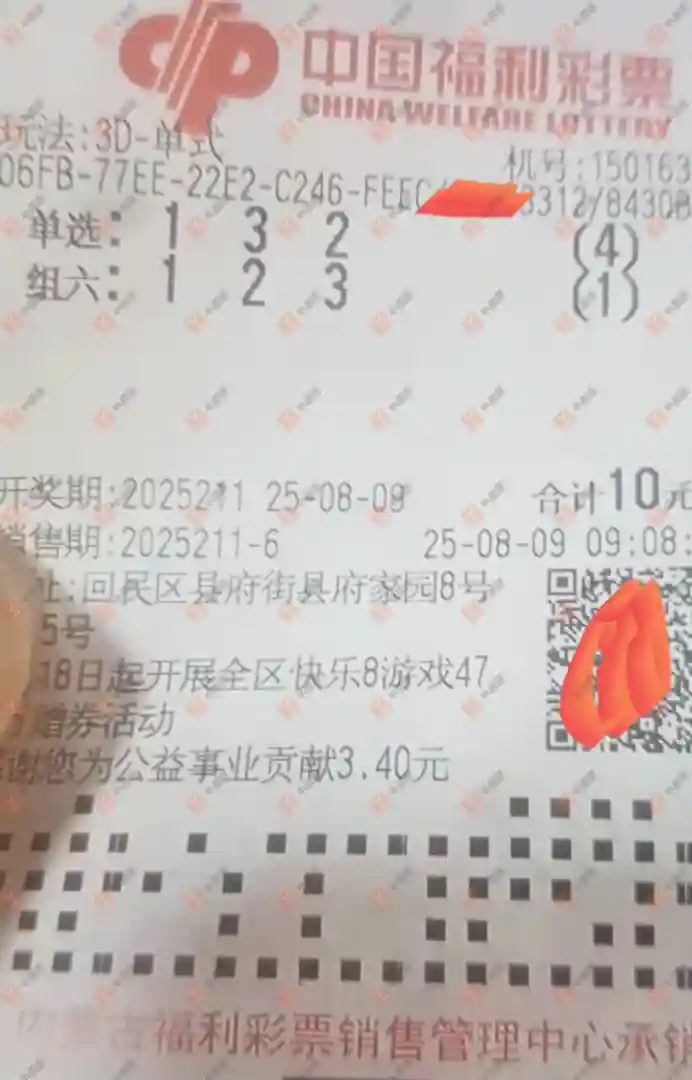 中国福利彩票
CHINA WELFARE LOTTERY
玩法:3D-单式
机号:150163
06FB-77EE-22E2-C246-FEEC
3312/84308
单选: 1 3 2 (4)
组六: 1 2 3 (1)
开奖期:2025211 25-08-09 合计10元
销售期:2025211-6 25-08-09 09:08:
址:回民区县府街县府家园8号
5号
18日起开展全区快乐8游戏47
赠券活动
谢您为公益事业贡献3.40元
内蒙古福利彩票销售管理中心承销